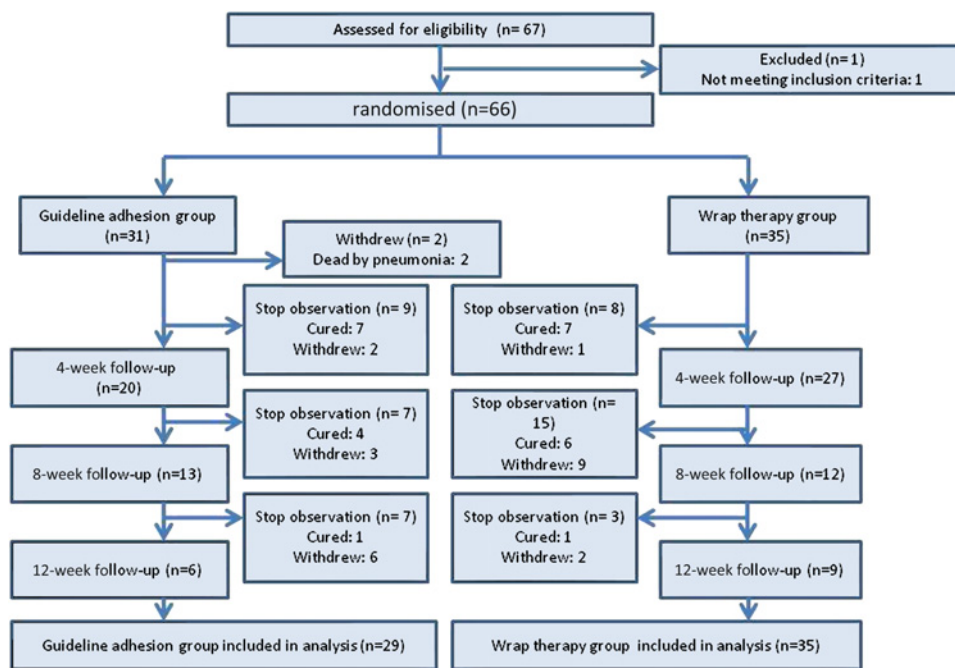 Assessed for eligibility (n= 67)
Excluded (n= 1)
Not meeting inclusion criteria: 1
randomised (n=66)
Guideline adhesion group
(n=31)
Wrap therapy group
(n=35)
Withdrew (n= 2)
Dead by pneumonia: 2
Stop observation (n= 9)
Cured: 7
Withdrew: 2
Stop observation (n= 8)
Cured: 7
Withdrew: 1
4-week follow-up
(n=20)
4-week follow-up (n=27)
Stop observation (n= 7)
Cured: 4
Withdrew: 3
Stop observation (n=
15)
Cured: 6
Withdrew: 9
8-week follow-up (n=13)
8-week follow-up (n=12)
Stop observation (n= 7)
Cured: 1
Withdrew: 6
Stop observation (n= 3)
Cured: 1
Withdrew: 2
12-week follow-up (n=6)
12-week follow-up (n=9)
Guideline adhesion group included in analysis (n=29)
Wrap therapy group included in analysis (n=35)